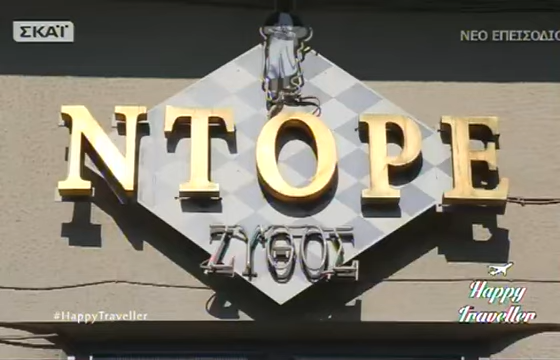 ΣΚΑΪ
ΝΕΟ ΕΠΕΙΣΟΔΙΟ
ΝΤΟΡΕ
ΖΥΘΟΣ
#HappyTraveller
Happy
Traveller